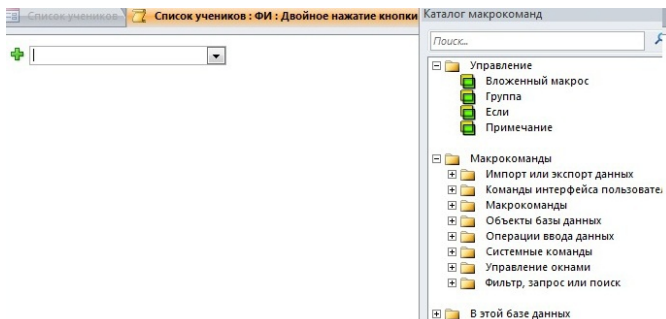 Список учеников
Список учеников : ФИ : Двойное нажатие кнопки
Каталог макрокоманд
Поиск...
Управление
Вложенный макрос
Группа
Если
Примечание
Макрокоманды
Импорт или экспорт данных
Команды интерфейса пользовате
Макрокоманды
Объекты базы данных
Операции ввода данных
Системные команды
Управление окнами
Фильтр, запрос или поиск
В этой базе данных